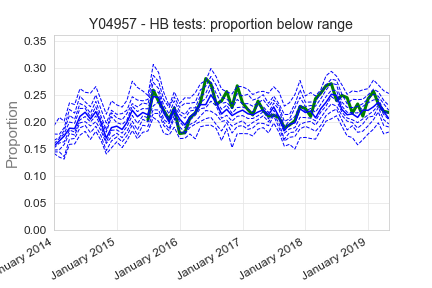 Y04957 - HB tests: proportion below range
Proportion
0.35
0.30
0.25
0.20
0.15
0.10
0.05
0.00
nuary 2014
January 2015
January 2016
January 2017
January 2018
January 2019